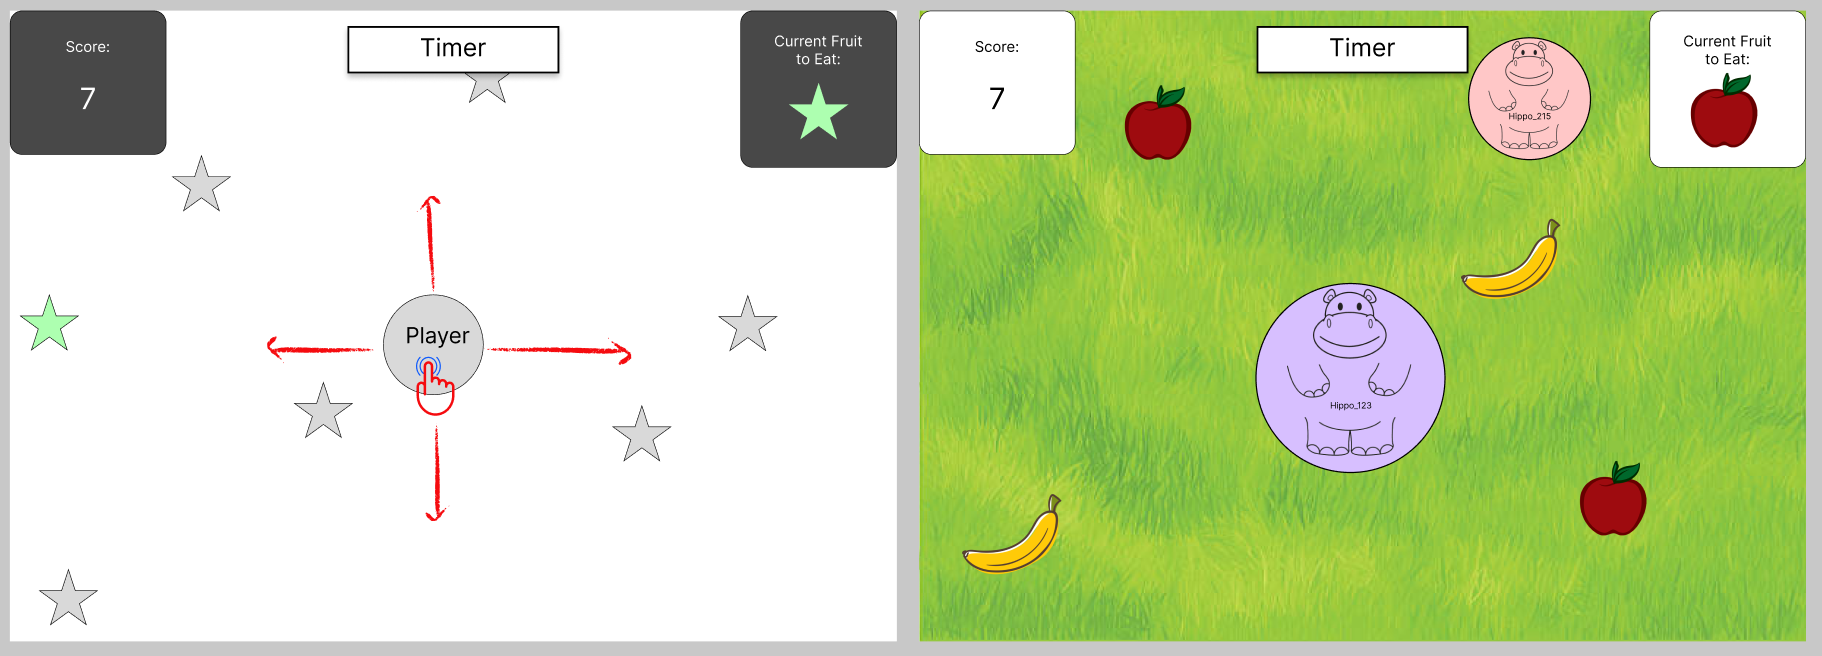 Score:
7
Timer
Current Fruit
to Eat:
Player
Score:
7
Timer
Hippo_215
Current Fruit
to Eat:
Hippo_123